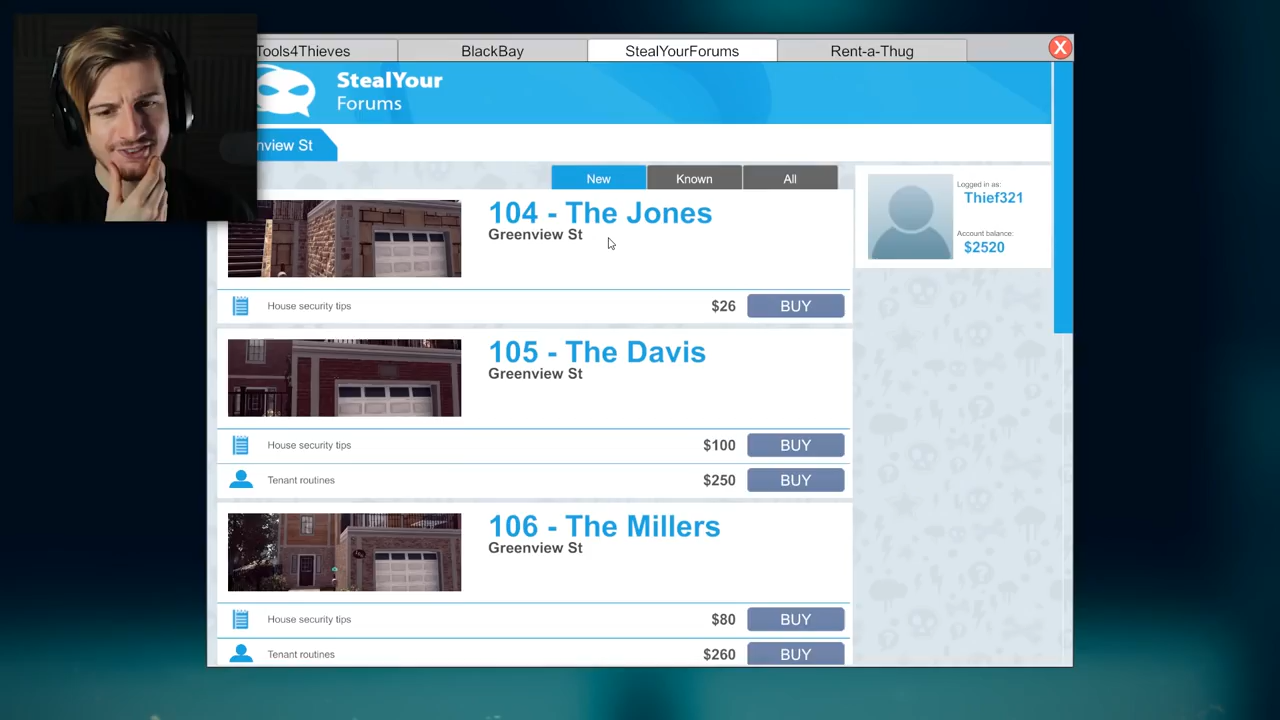 Tools4Thieves
BlackBay
StealYourForums
Rent-a-Thug
X
StealYour
Forums
nview St
New
Known
All
Logged in as:
Thief321
Account balance:
$2520
104 - The Jones
Greenview St
House security tips
$26
BUY
105 - The Davis
Greenview St
House security tips
$100
BUY
Tenant routines
$250
BUY
106 - The Millers
Greenview St
House security tips
$80
BUY
Tenant routines
$260
BUY